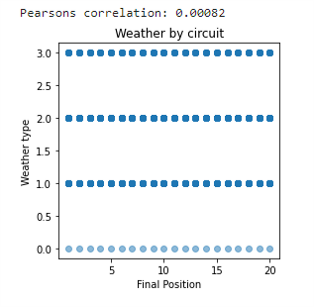 Pearsons correlation: 0.00082
Weather by circuit
3.0
2.5
2.0
1.5
1.0
0.5
0.0
Weather type
5 10 15 20
Final Position